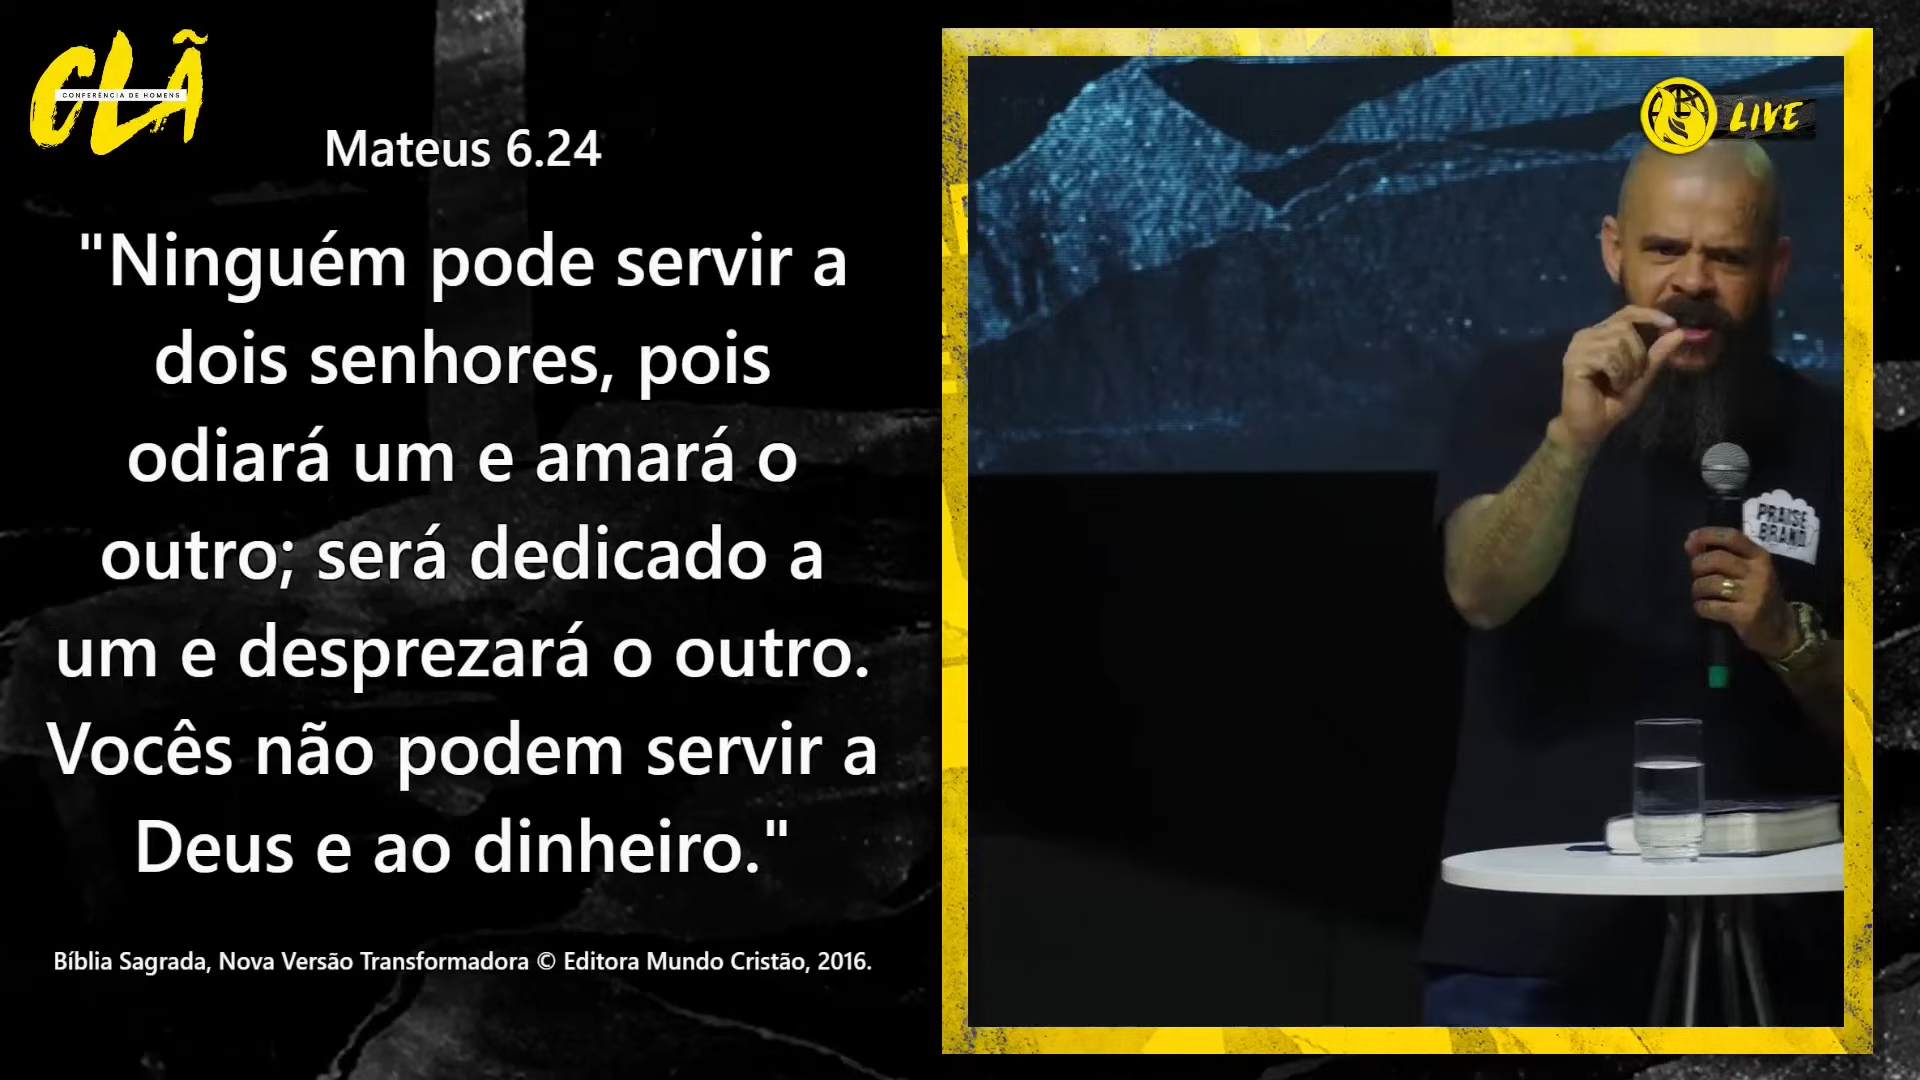 CLÃ
CONFERÊNCIA DE HOMENS
LIVE
Mateus 6.24
"Ninguém pode servir a
dois senhores, pois
odiará um e amará o
outro; será dedicado a
um e desprezará o outro.
Vocês não podem servir a
Deus e ao dinheiro."
Bíblia Sagrada, Nova Versão Transformadora © Editora Mundo Cristão, 2016.
PRAISE
BRAND